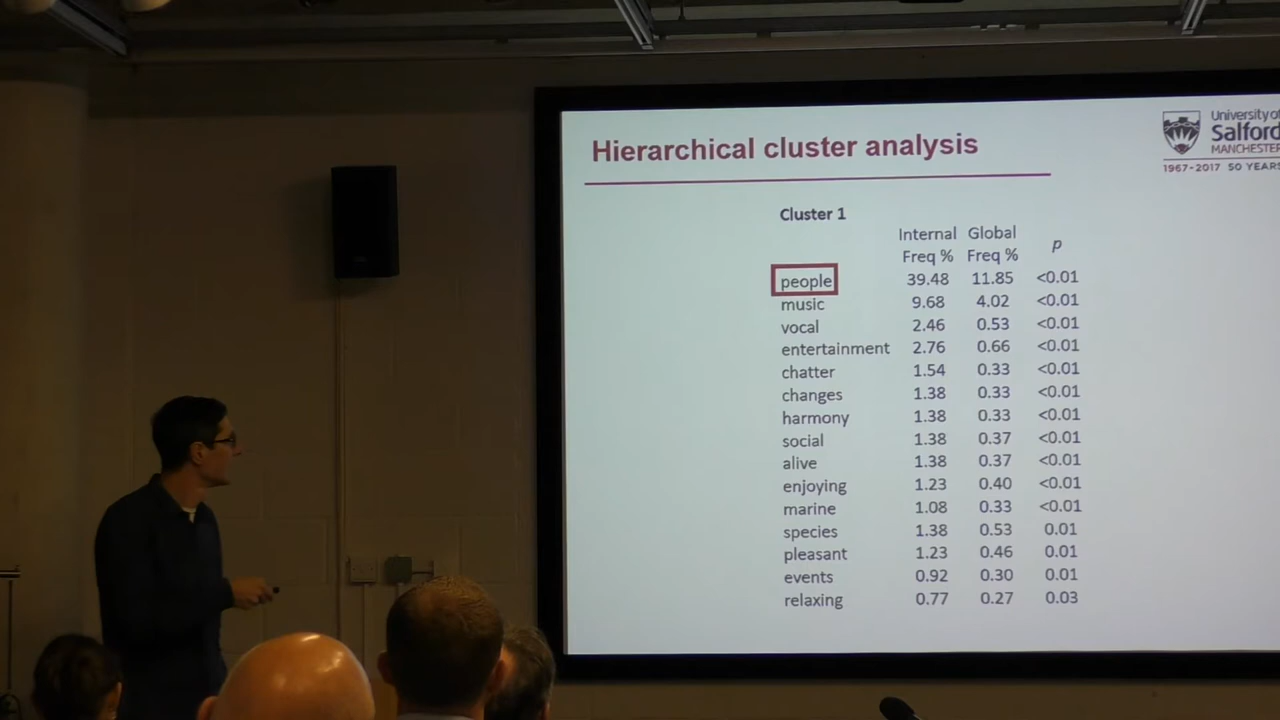 Hierarchical cluster analysis
University of
Salford
MANCHESTER
1967-2017 50 YEARS
Cluster 1
Internal Global
Freq % Freq % p
people 39.48 11.85 <0.01
music 9.68 4.02 <0.01
vocal 2.46 0.53 <0.01
entertainment 2.76 0.66 <0.01
chatter 1.54 0.33 <0.01
changes 1.38 0.33 <0.01
harmony 1.38 0.33 <0.01
social 1.38 0.37 <0.01
alive 1.38 0.37 <0.01
enjoying 1.23 0.40 <0.01
marine 1.08 0.33 <0.01
species 1.38 0.53 0.01
pleasant 1.23 0.46 0.01
events 0.92 0.30 0.01
relaxing 0.77 0.27 0.03